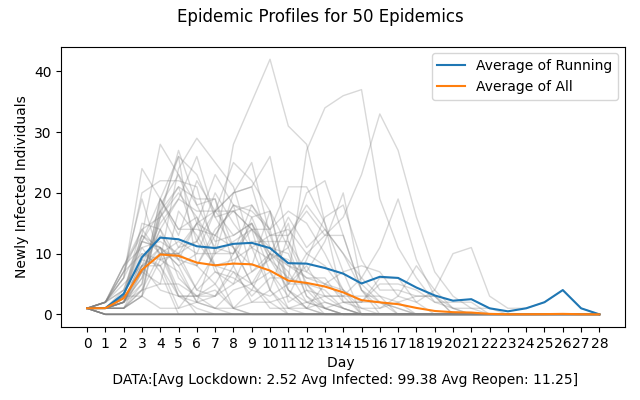 Epidemic Profiles for 50 Epidemics
Average of Running
Average of All
Newly Infected Individuals
40
30
20
10
0
0 1 2 3 4 5 6 7 8 9 10 11 12 13 14 15 16 17 18 19 20 21 22 23 24 25 26 27 28
Day
DATA:[Avg Lockdown: 2.52 Avg Infected: 99.38 Avg Reopen: 11.25]